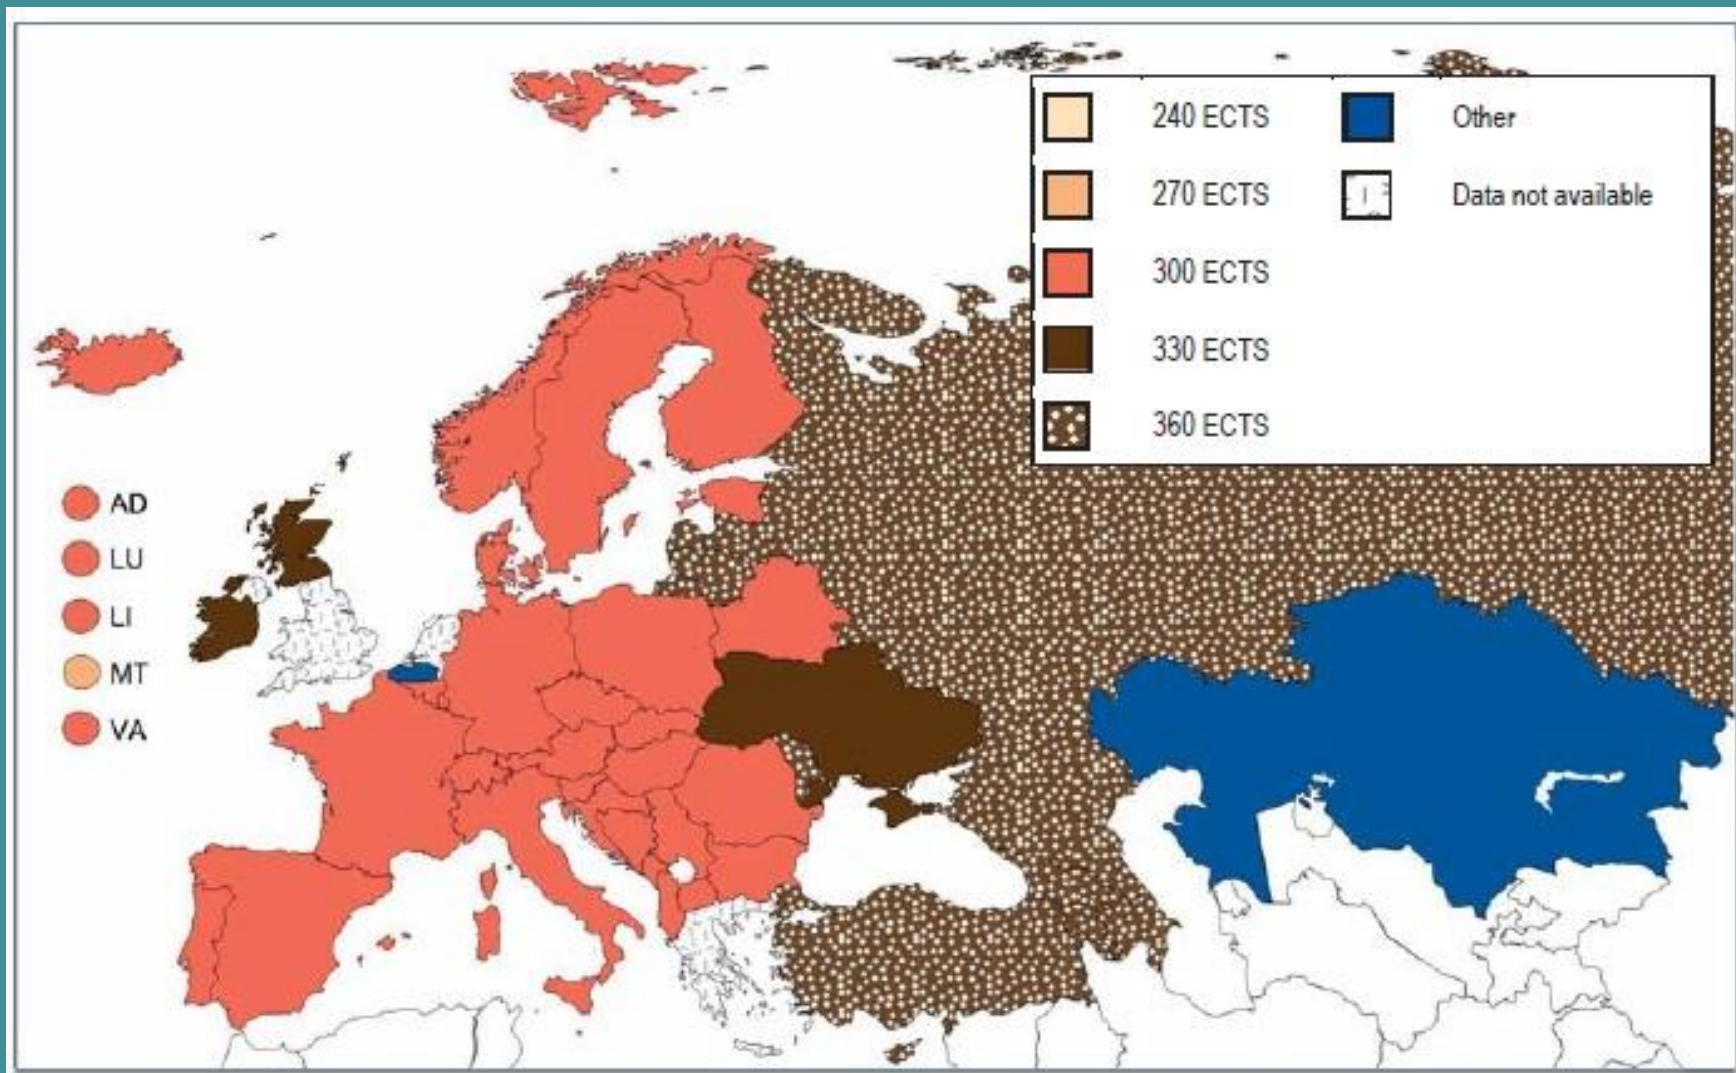 240 ECTS
Other
270 ECTS
Data not available
300 ECTS
330 ECTS
360 ECTS
AD
LU
LI
MT
VA